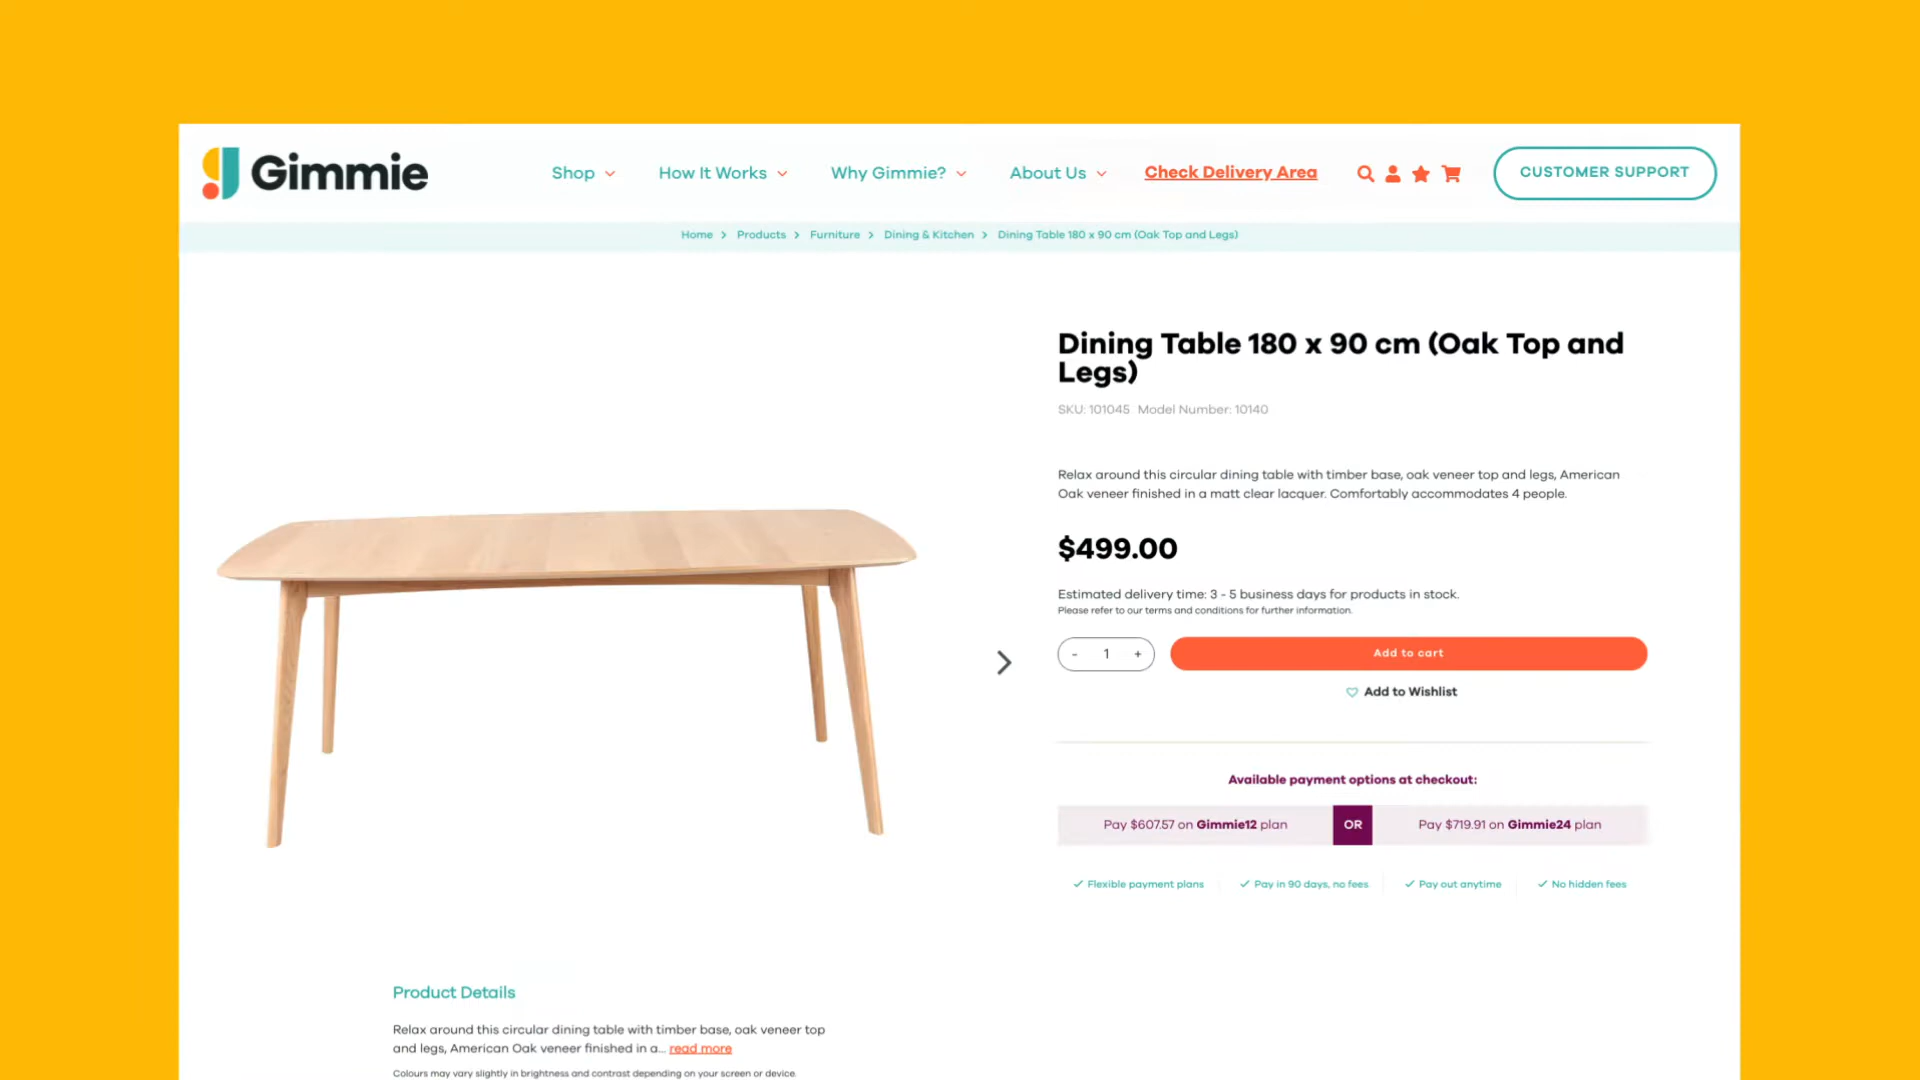 Gimmie
Shop
How It Works
Why Gimmie?
About Us
Check Delivery Area
CUSTOMER SUPPORT
Home > Products > Furniture > Dining & Kitchen > Dining Table 180 x 90 cm (Oak Top and Legs)
Dining Table 180 x 90 cm (Oak Top and
Legs)
SKU: 101045 Model Number: 10140
Relax around this circular dining table with timber base, oak veneer top and legs, American
Oak veneer finished in a matt clear lacquer. Comfortably accommodates 4 people.
$499.00
Estimated delivery time: 3 - 5 business days for products in stock.
Please refer to our terms and conditions for further information.
- 1 +
Add to cart
Add to Wishlist
Available payment options at checkout:
Pay $607.57 on Gimmie12 plan
OR
Pay $719.91 on Gimmie24 plan
Flexible payment plans
Pay in 90 days, no fees
Pay out anytime
No hidden fees
Product Details
Relax around this circular dining table with timber base, oak veneer top
and legs, American Oak veneer finished in a... read more
Colours may vary slightly in brightness and contrast depending on your screen or device.